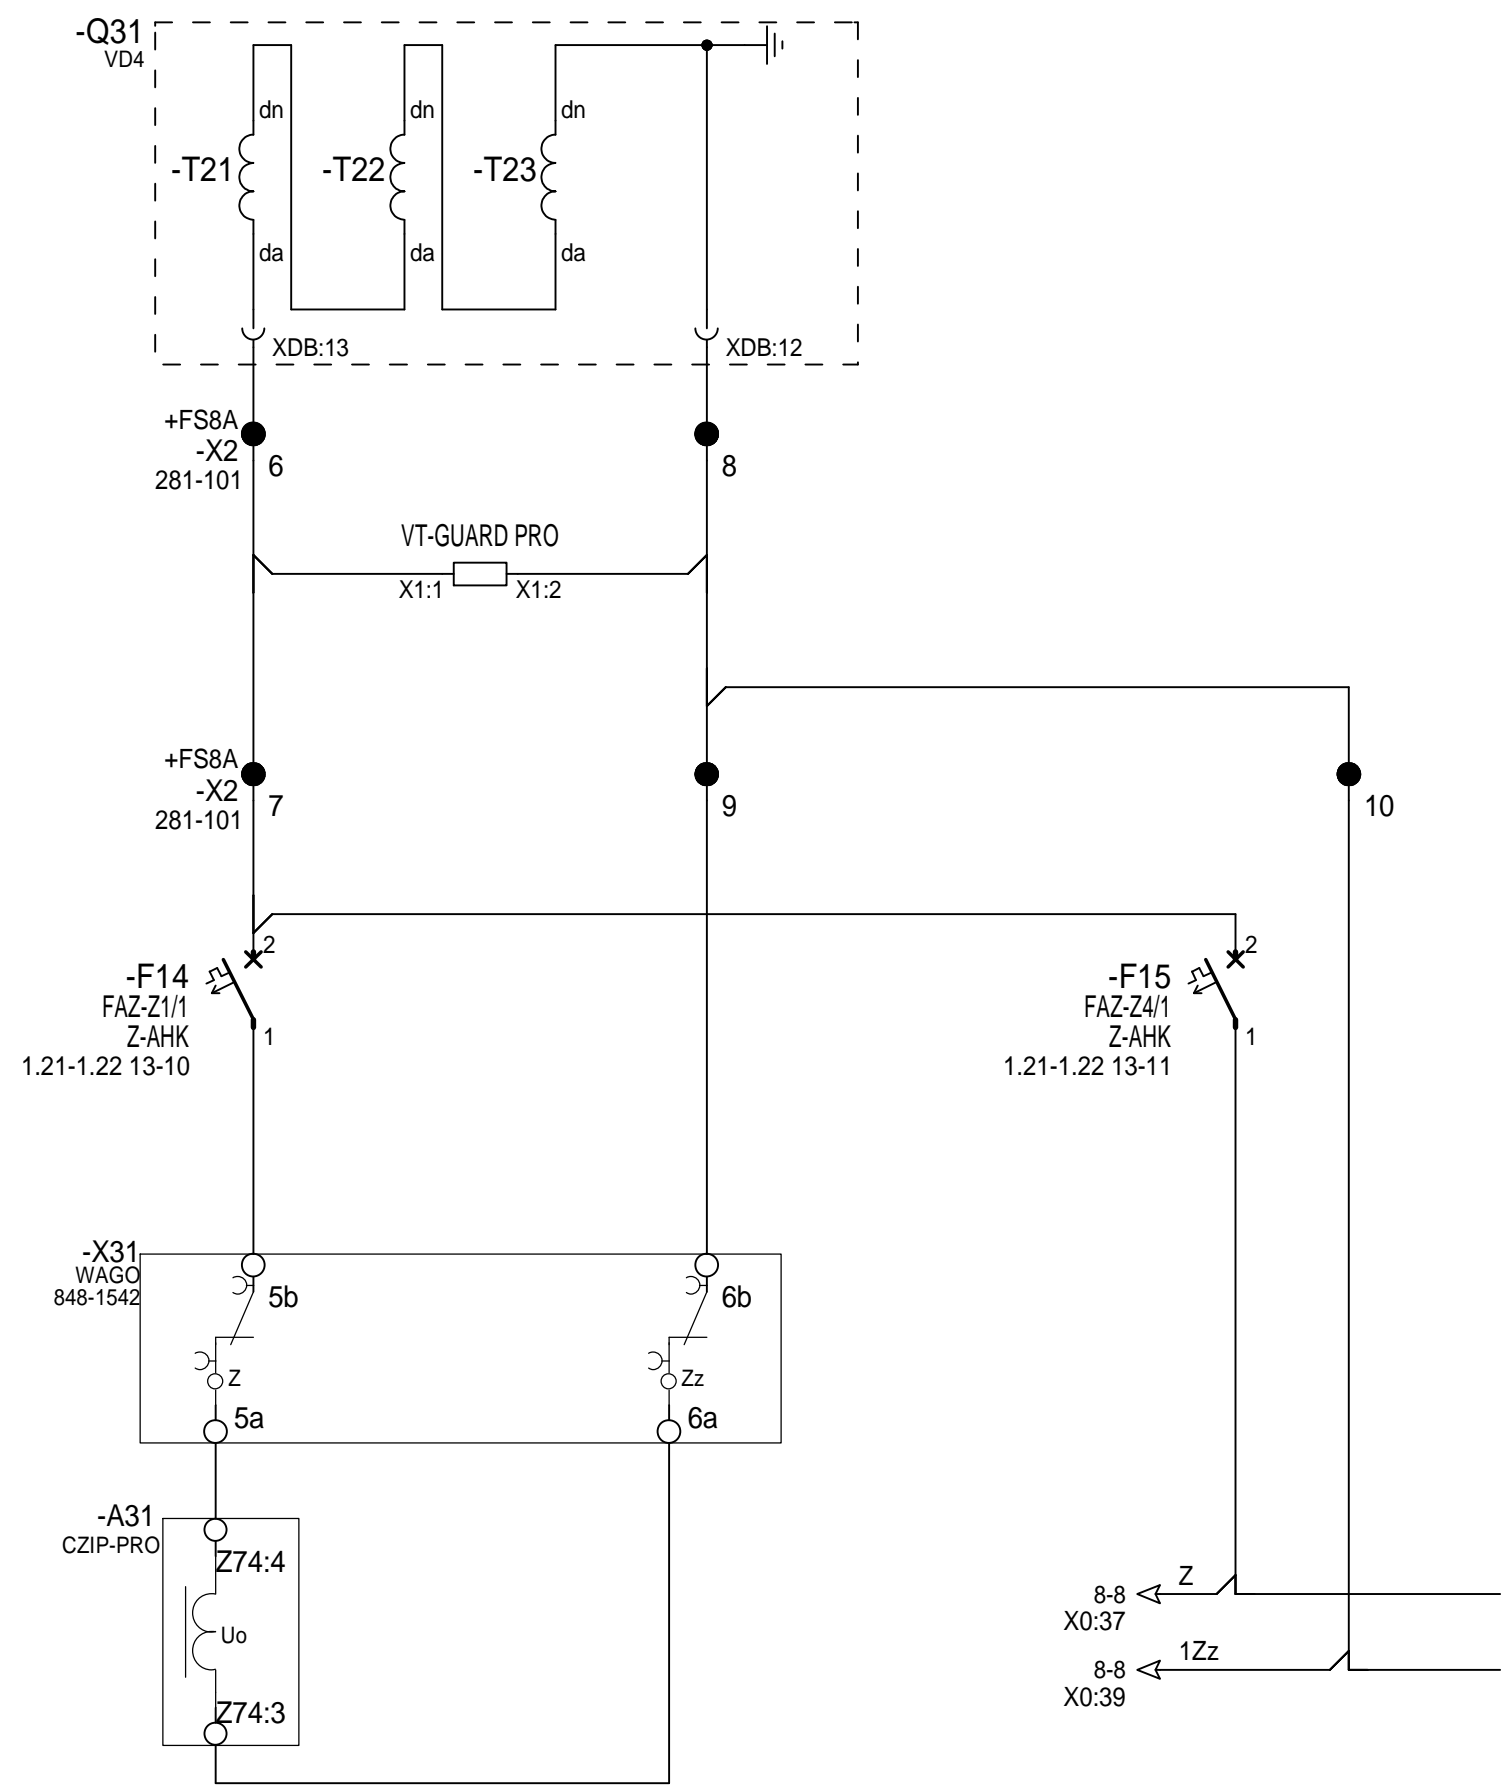 -Q31
VD4
dn
dn
dn
-T21
-T22
-T23
da
da
da
XDB:13
XDB:12
+FS8A
-X2
281-101
6
8
VT-GUARD PRO
X1:1
X1:2
+FS8A
-X2
281-101
7
9
10
2
-F14
FAZ-Z1/1
Z-AHK
1.21-1.22 13-10
1
2
-F15
FAZ-Z4/1
Z-AHK
1.21-1.22 13-11
1
-X31
WAGO
848-1542
5b
6b
Z
Zz
5a
6a
-A31
CZIP-PRO
Z74:4
Uo
Z74:3
Z
8-8
X0:37
1Zz
8-8
X0:39